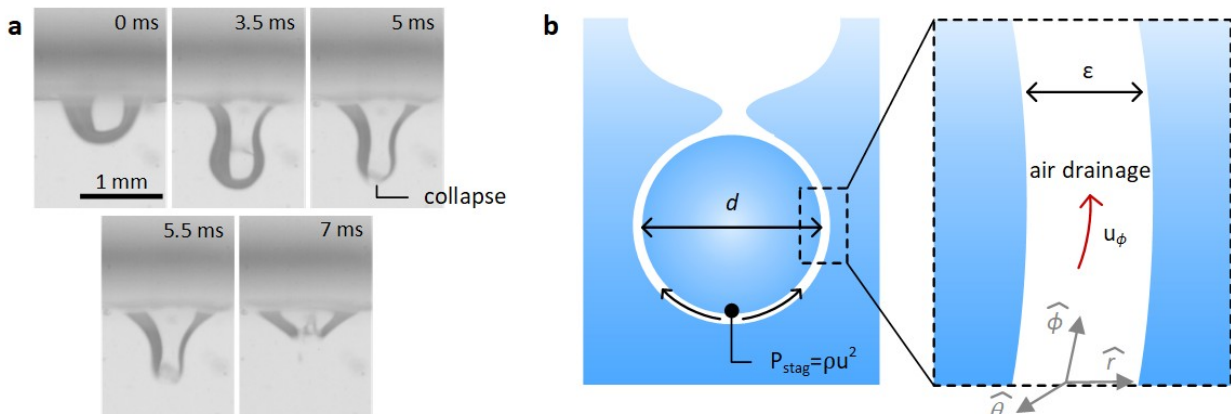 a
0 ms
3.5 ms
5 ms
1 mm
collapse
5.5 ms
7 ms
b
d
P_stag=ρu²
ε
air drainage
u_ϕ
ϕ̂
r̂
θ̂